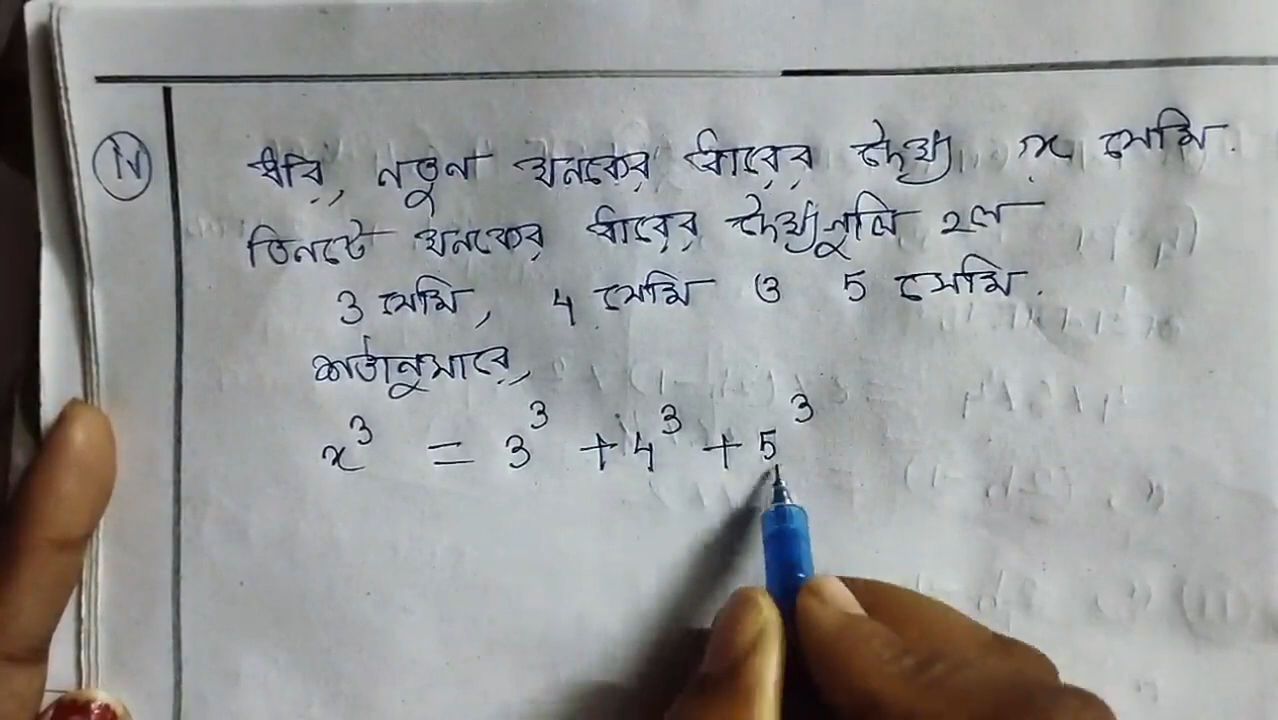 IV
ধরি, নতুন ঘনকের ধারের দৈর্ঘ্য x সেমি.
তিনটে ঘনকের ধারের দৈর্ঘ্যগুলি হল
3 সেমি, 4 সেমি ও 5 সেমি.
শর্তানুসারে,
x³ = 3³ + 4³ + 5³